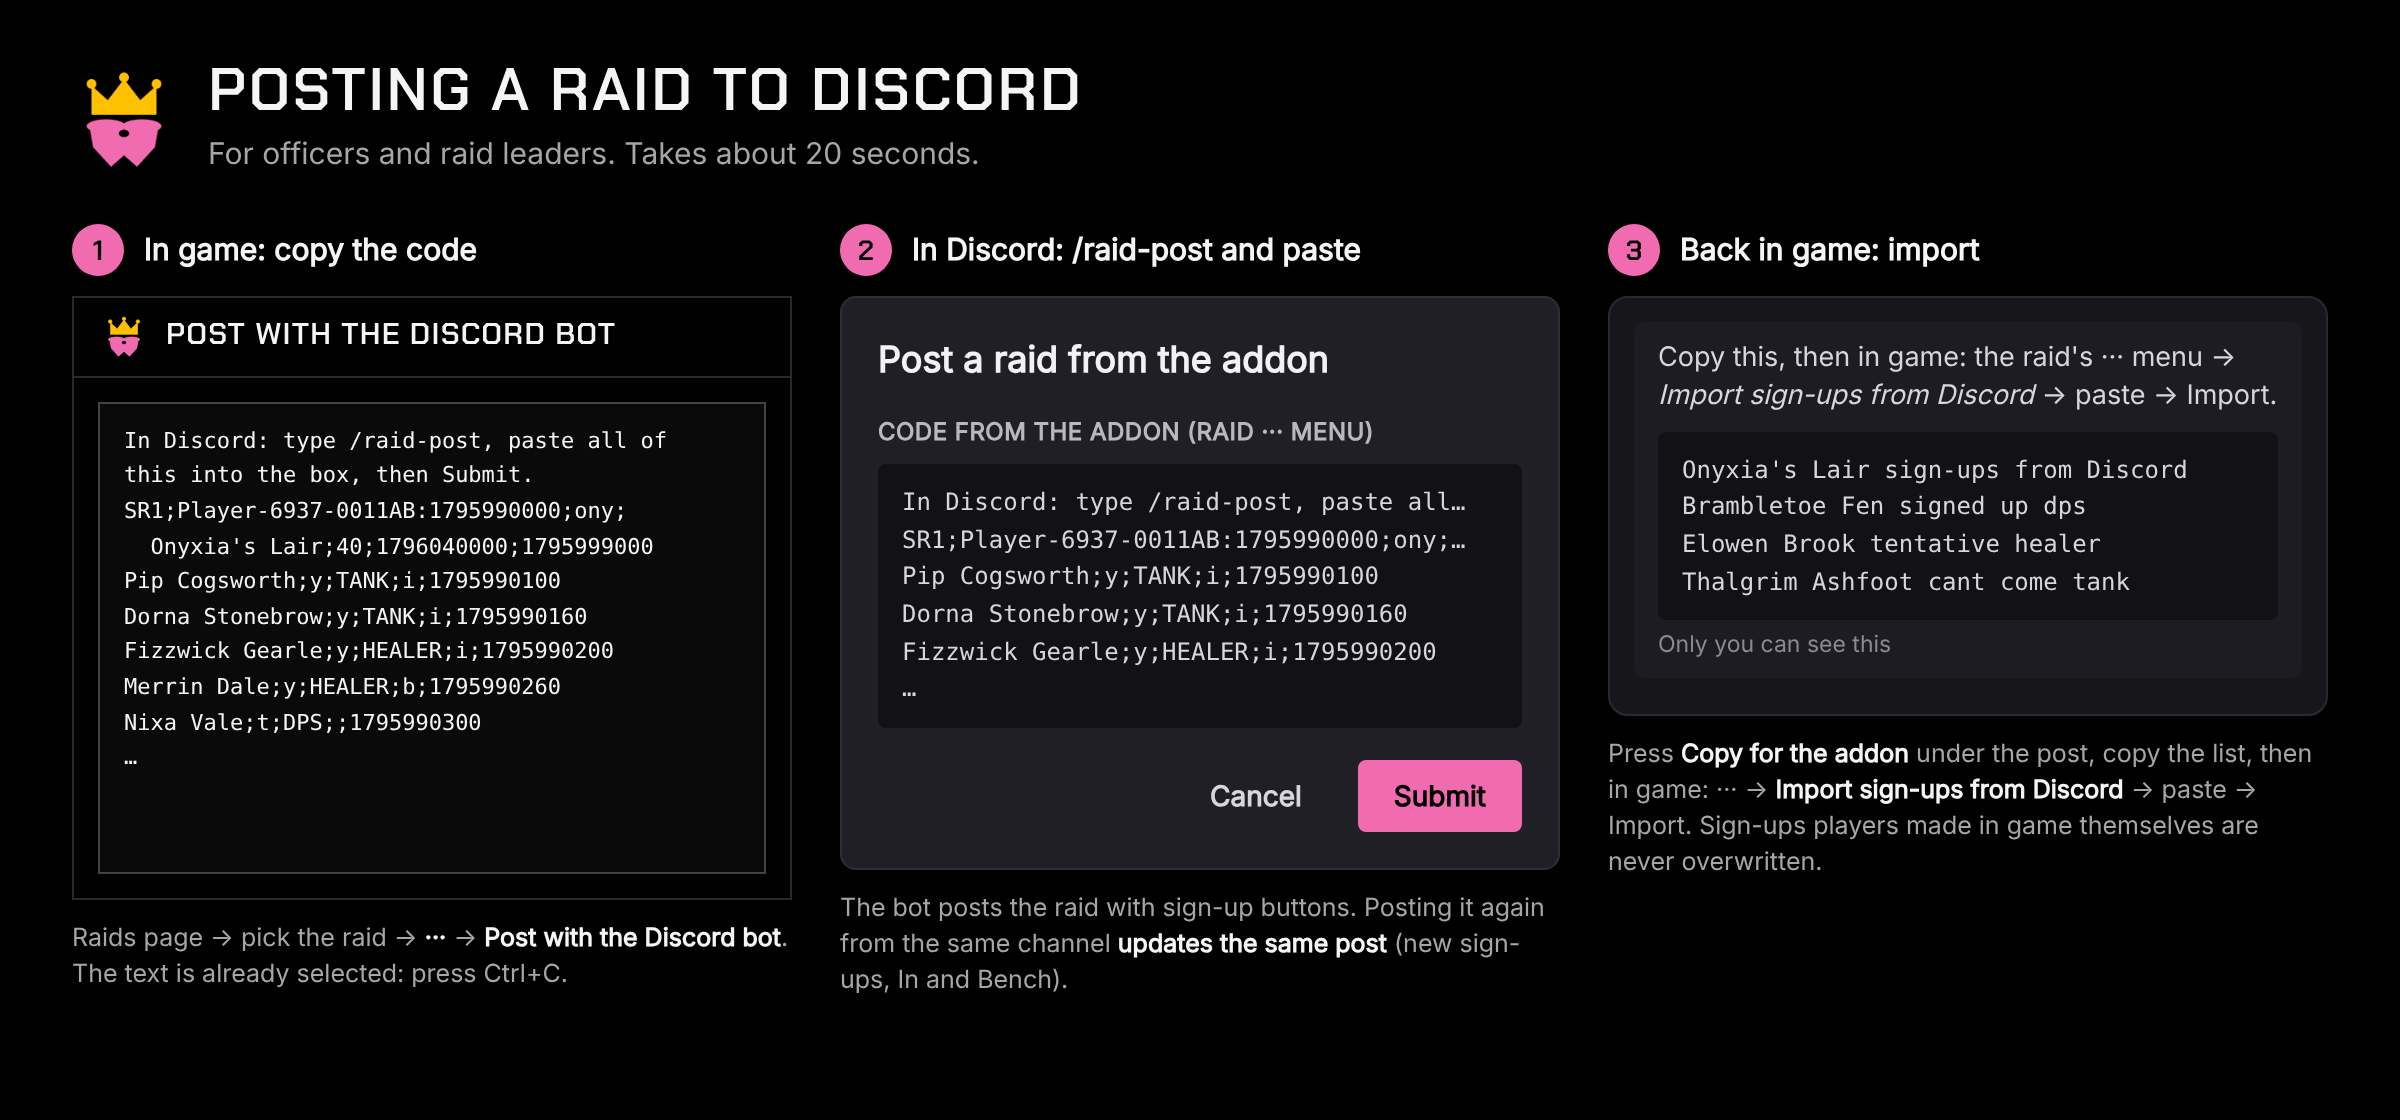 POSTING A RAID TO DISCORD
For officers and raid leaders. Takes about 20 seconds.
1 In game: copy the code
POST WITH THE DISCORD BOT
In Discord: type /raid-post, paste all of
this into the box, then Submit.
SR1;Player-6937-0011AB:1795990000;ony;
Onyxia's Lair;40;1796040000;1795999000
Pip Cogsworth;y;TANK;i;1795990100
Dorna Stonebrow;y;TANK;i;1795990160
Fizzwick Gearle;y;HEALER;i;1795990200
Merrin Dale;y;HEALER;b;1795990260
Nixa Vale;t;DPS;;1795990300
…
Raids page → pick the raid → ··· → Post with the Discord bot.
The text is already selected: press Ctrl+C.
2 In Discord: /raid-post and paste
Post a raid from the addon
CODE FROM THE ADDON (RAID ··· MENU)
In Discord: type /raid-post, paste all…
SR1;Player-6937-0011AB:1795990000;ony;…
Pip Cogsworth;y;TANK;i;1795990100
Dorna Stonebrow;y;TANK;i;1795990160
Fizzwick Gearle;y;HEALER;i;1795990200
…
Cancel Submit
The bot posts the raid with sign-up buttons. Posting it again
from the same channel updates the same post (new sign-
ups, In and Bench).
3 Back in game: import
Copy this, then in game: the raid's ··· menu →
Import sign-ups from Discord → paste → Import.
Onyxia's Lair sign-ups from Discord
Brambletoe Fen signed up dps
Elowen Brook tentative healer
Thalgrim Ashfoot cant come tank
Only you can see this
Press Copy for the addon under the post, copy the list, then
in game: ··· → Import sign-ups from Discord → paste →
Import. Sign-ups players made in game themselves are
never overwritten.